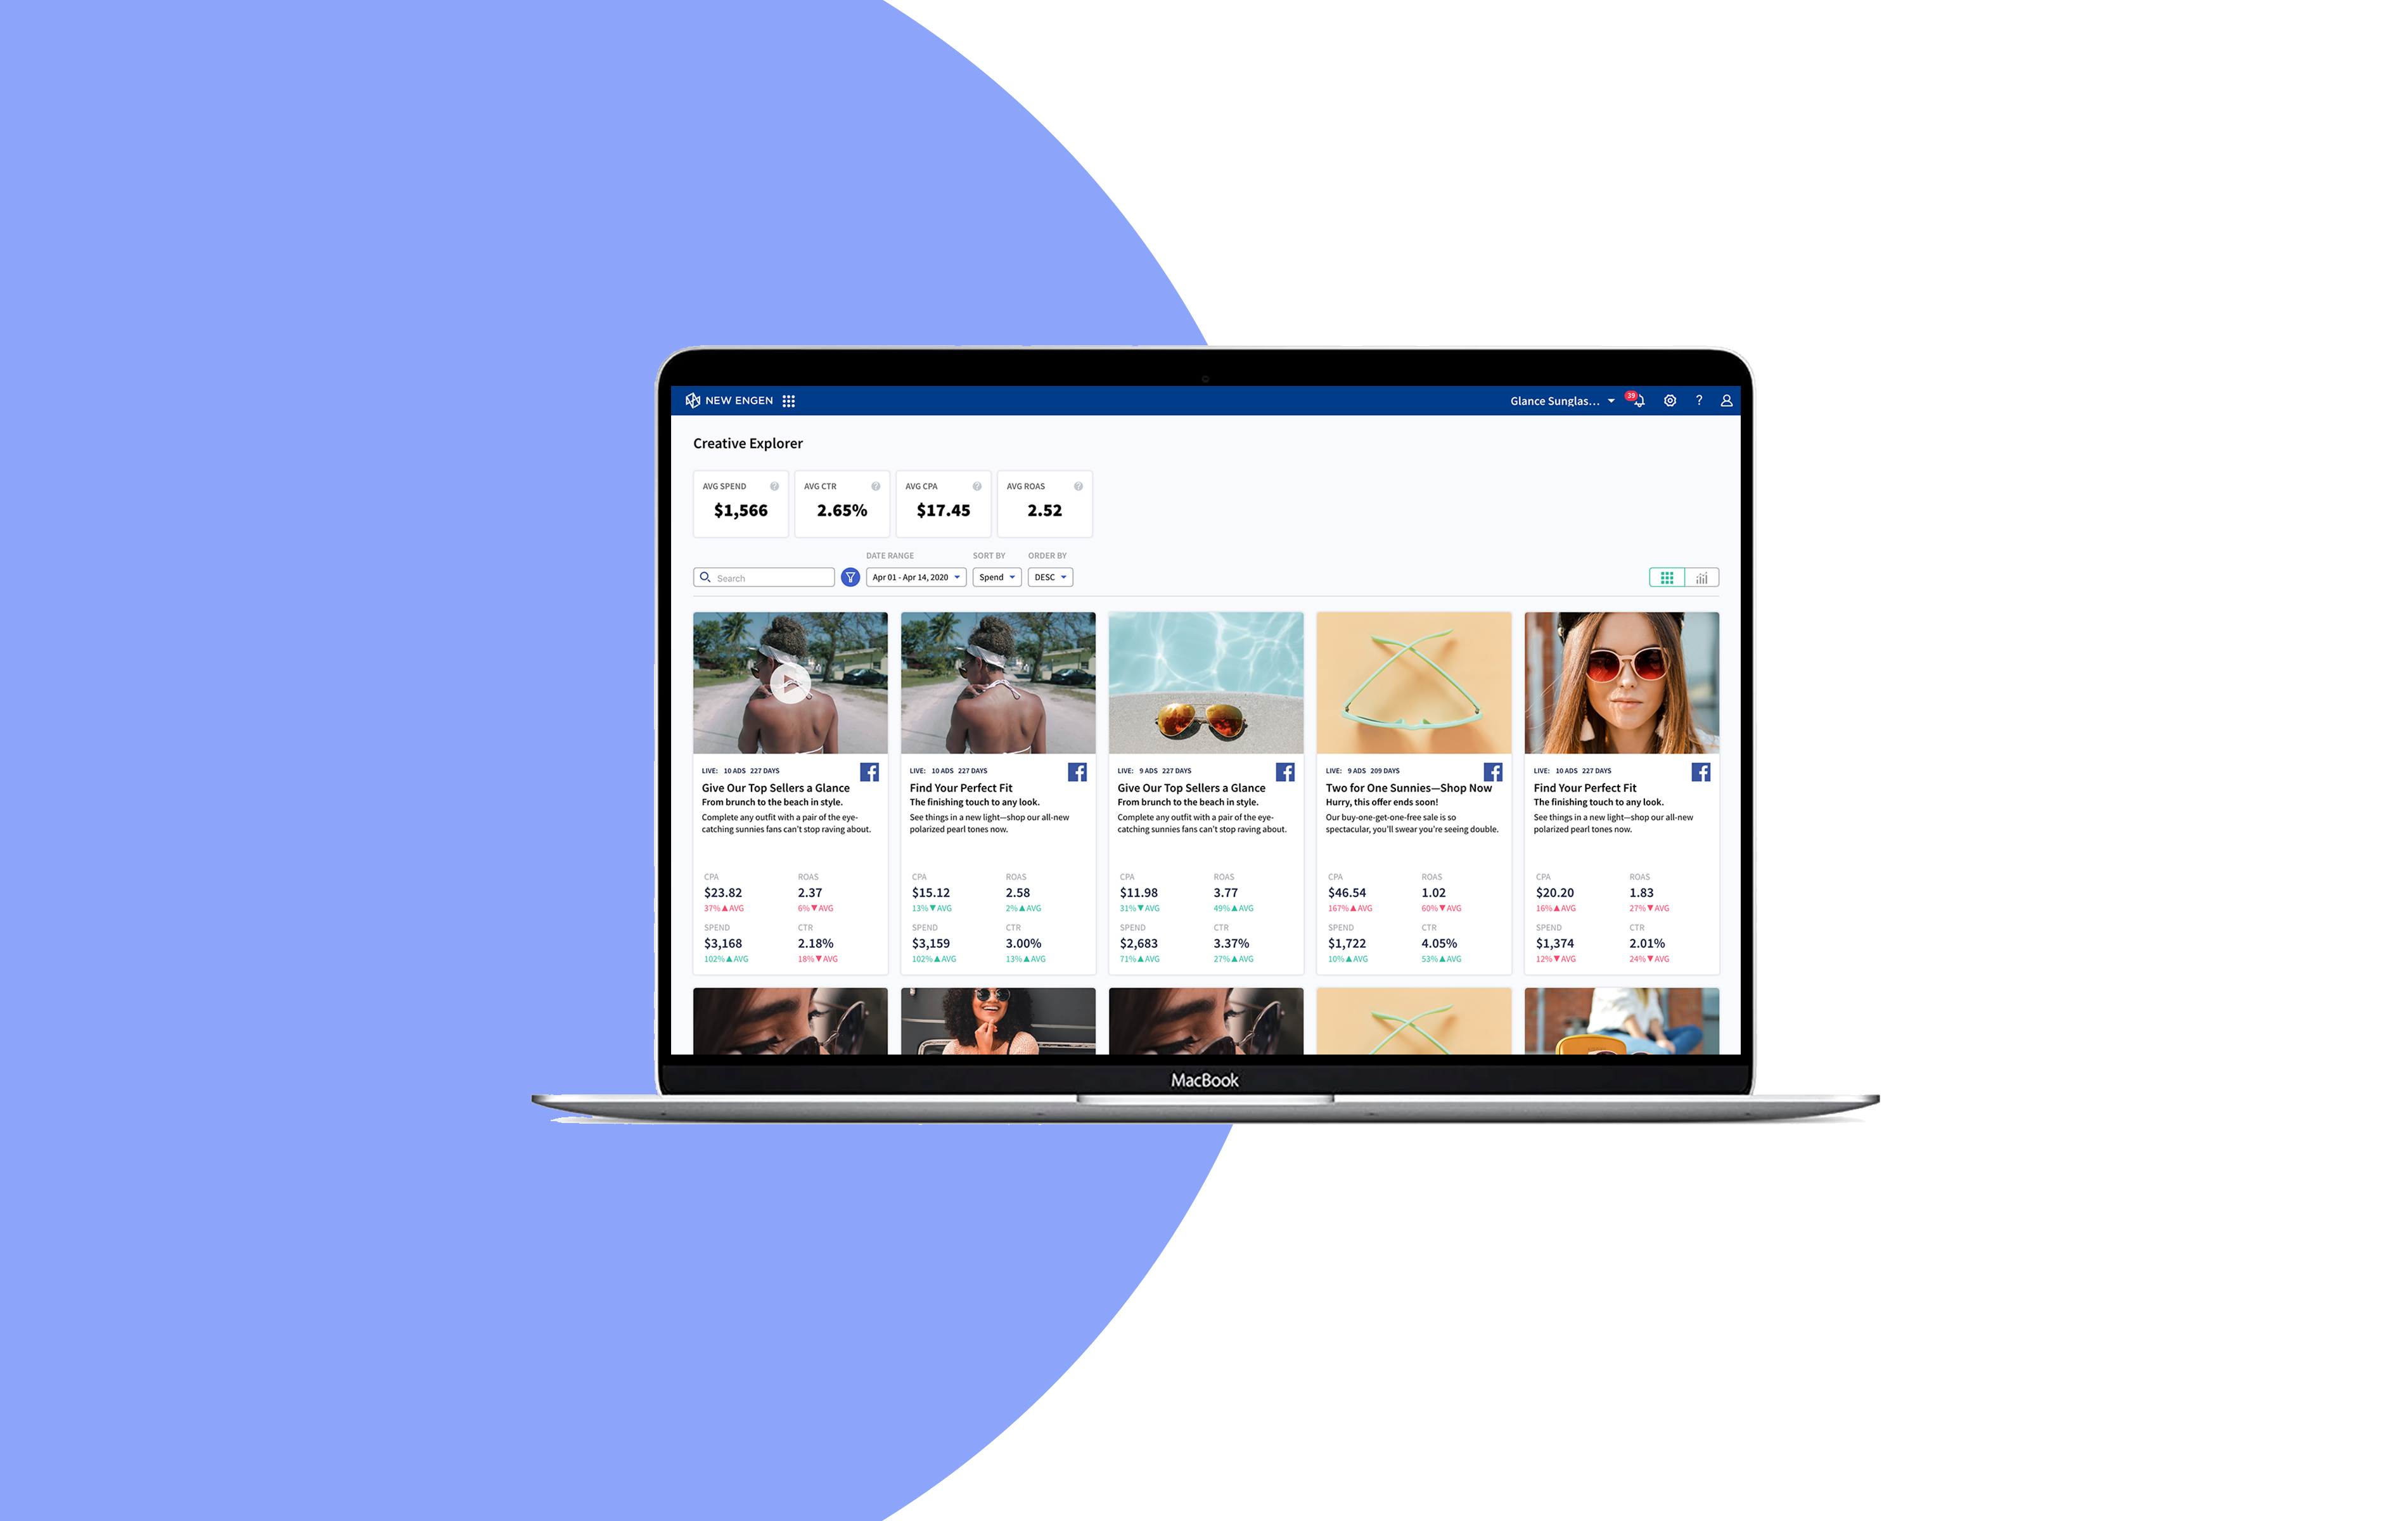 NEW ENGEN
Glance Sunglas...
39
?
Creative Explorer
AVG SPEND ?
$1,566
AVG CTR ?
2.65%
AVG CPA ?
$17.45
AVG ROAS ?
2.52
DATE RANGE
SORT BY
ORDER BY
Search
Apr 01 - Apr 14, 2020
Spend
DESC
LIVE: 10 ADS 227 DAYS
Give Our Top Sellers a Glance
From brunch to the beach in style.
Complete any outfit with a pair of the eye-
catching sunnies fans can't stop raving about.
CPA ROAS
$23.82 2.37
37%▲AVG 6%▼AVG
SPEND CTR
$3,168 2.18%
102%▲AVG 18%▼AVG
LIVE: 10 ADS 227 DAYS
Find Your Perfect Fit
The finishing touch to any look.
See things in a new light—shop our all-new
polarized pearl tones now.
CPA ROAS
$15.12 2.58
13%▼AVG 2%▲AVG
SPEND CTR
$3,159 3.00%
102%▲AVG 13%▲AVG
LIVE: 9 ADS 227 DAYS
Give Our Top Sellers a Glance
From brunch to the beach in style.
Complete any outfit with a pair of the eye-
catching sunnies fans can't stop raving about.
CPA ROAS
$11.98 3.77
31%▼AVG 49%▲AVG
SPEND CTR
$2,683 3.37%
71%▲AVG 27%▲AVG
LIVE: 9 ADS 209 DAYS
Two for One Sunnies—Shop Now
Hurry, this offer ends soon!
Our buy-one-get-one-free sale is so
spectacular, you'll swear you're seeing double.
CPA ROAS
$46.54 1.02
167%▲AVG 60%▼AVG
SPEND CTR
$1,722 4.05%
10%▲AVG 53%▲AVG
LIVE: 10 ADS 227 DAYS
Find Your Perfect Fit
The finishing touch to any look.
See things in a new light—shop our all-new
polarized pearl tones now.
CPA ROAS
$20.20 1.83
16%▲AVG 27%▼AVG
SPEND CTR
$1,374 2.01%
12%▼AVG 24%▼AVG
MacBook